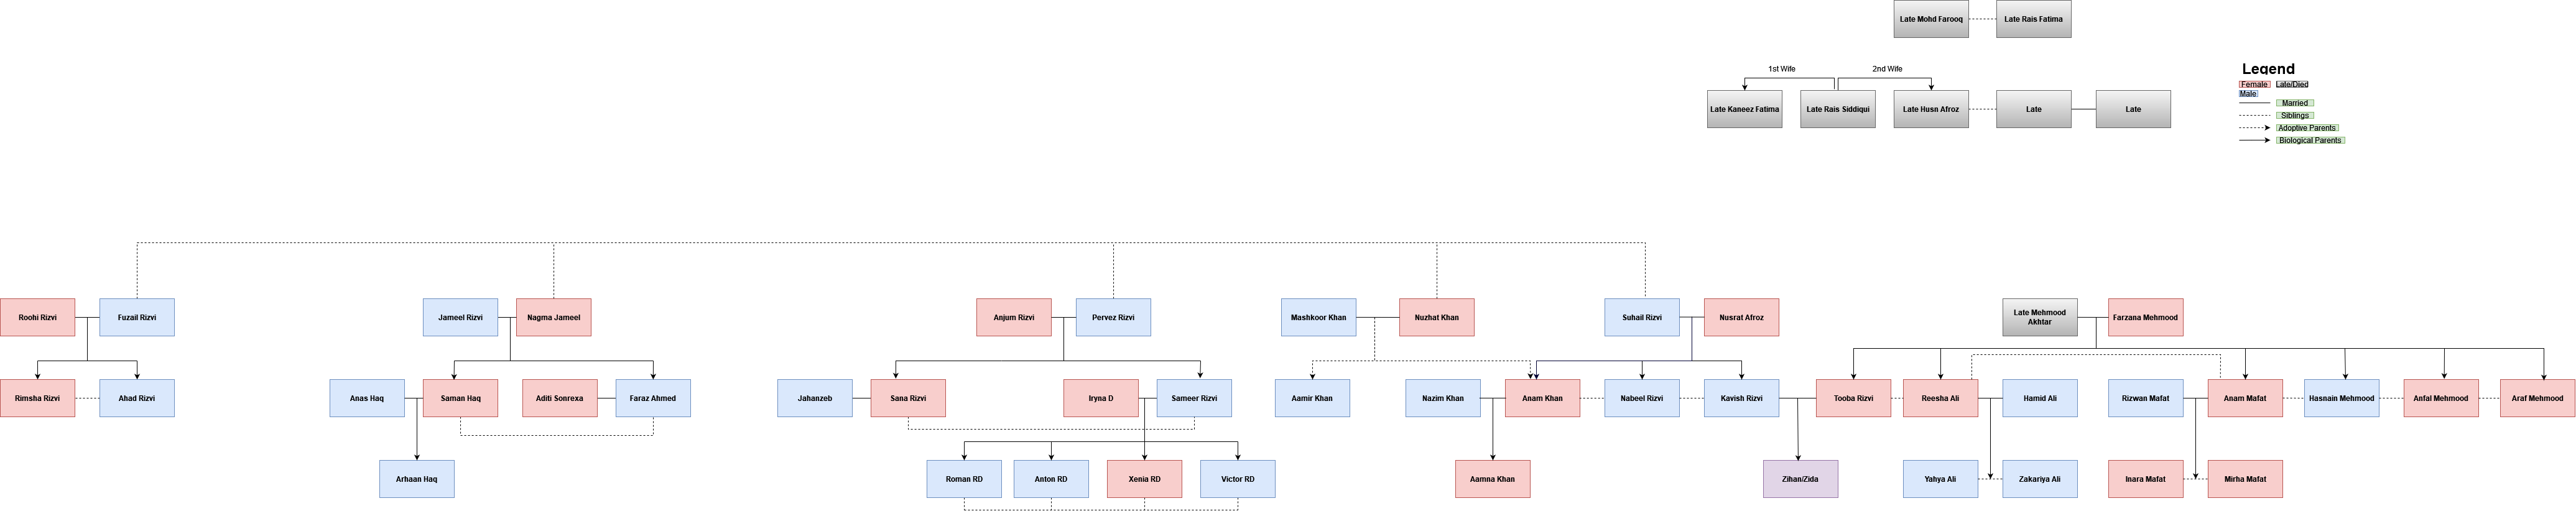 Late Mohd Farooq
Late Rais Fatima
Legend
1st Wife
2nd Wife
Female
Late/Died
Male
Late Kaneez Fatima
Late Rais Siddiqui
Late Husn Afroz
Late
Late
Married
Siblings
Adoptive Parents
Biological Parents
Roohi Rizvi
Fuzail Rizvi
Jameel Rizvi
Nagma Jameel
Anjum Rizvi
Pervez Rizvi
Mashkoor Khan
Nuzhat Khan
Suhail Rizvi
Nusrat Afroz
Late Mehmood
Akhtar
Farzana Mehmood
Rimsha Rizvi
Ahad Rizvi
Anas Haq
Saman Haq
Aditi Sonrexa
Faraz Ahmed
Jahanzeb
Sana Rizvi
Iryna D
Sameer Rizvi
Aamir Khan
Nazim Khan
Anam Khan
Nabeel Rizvi
Kavish Rizvi
Tooba Rizvi
Reesha Ali
Hamid Ali
Rizwan Mafat
Anam Mafat
Hasnain Mehmood
Anfal Mehmood
Araf Mehmood
Arhaan Haq
Roman RD
Anton RD
Xenia RD
Victor RD
Aamna Khan
Zihan/Zida
Yahya Ali
Zakariya Ali
Inara Mafat
Mirha Mafat